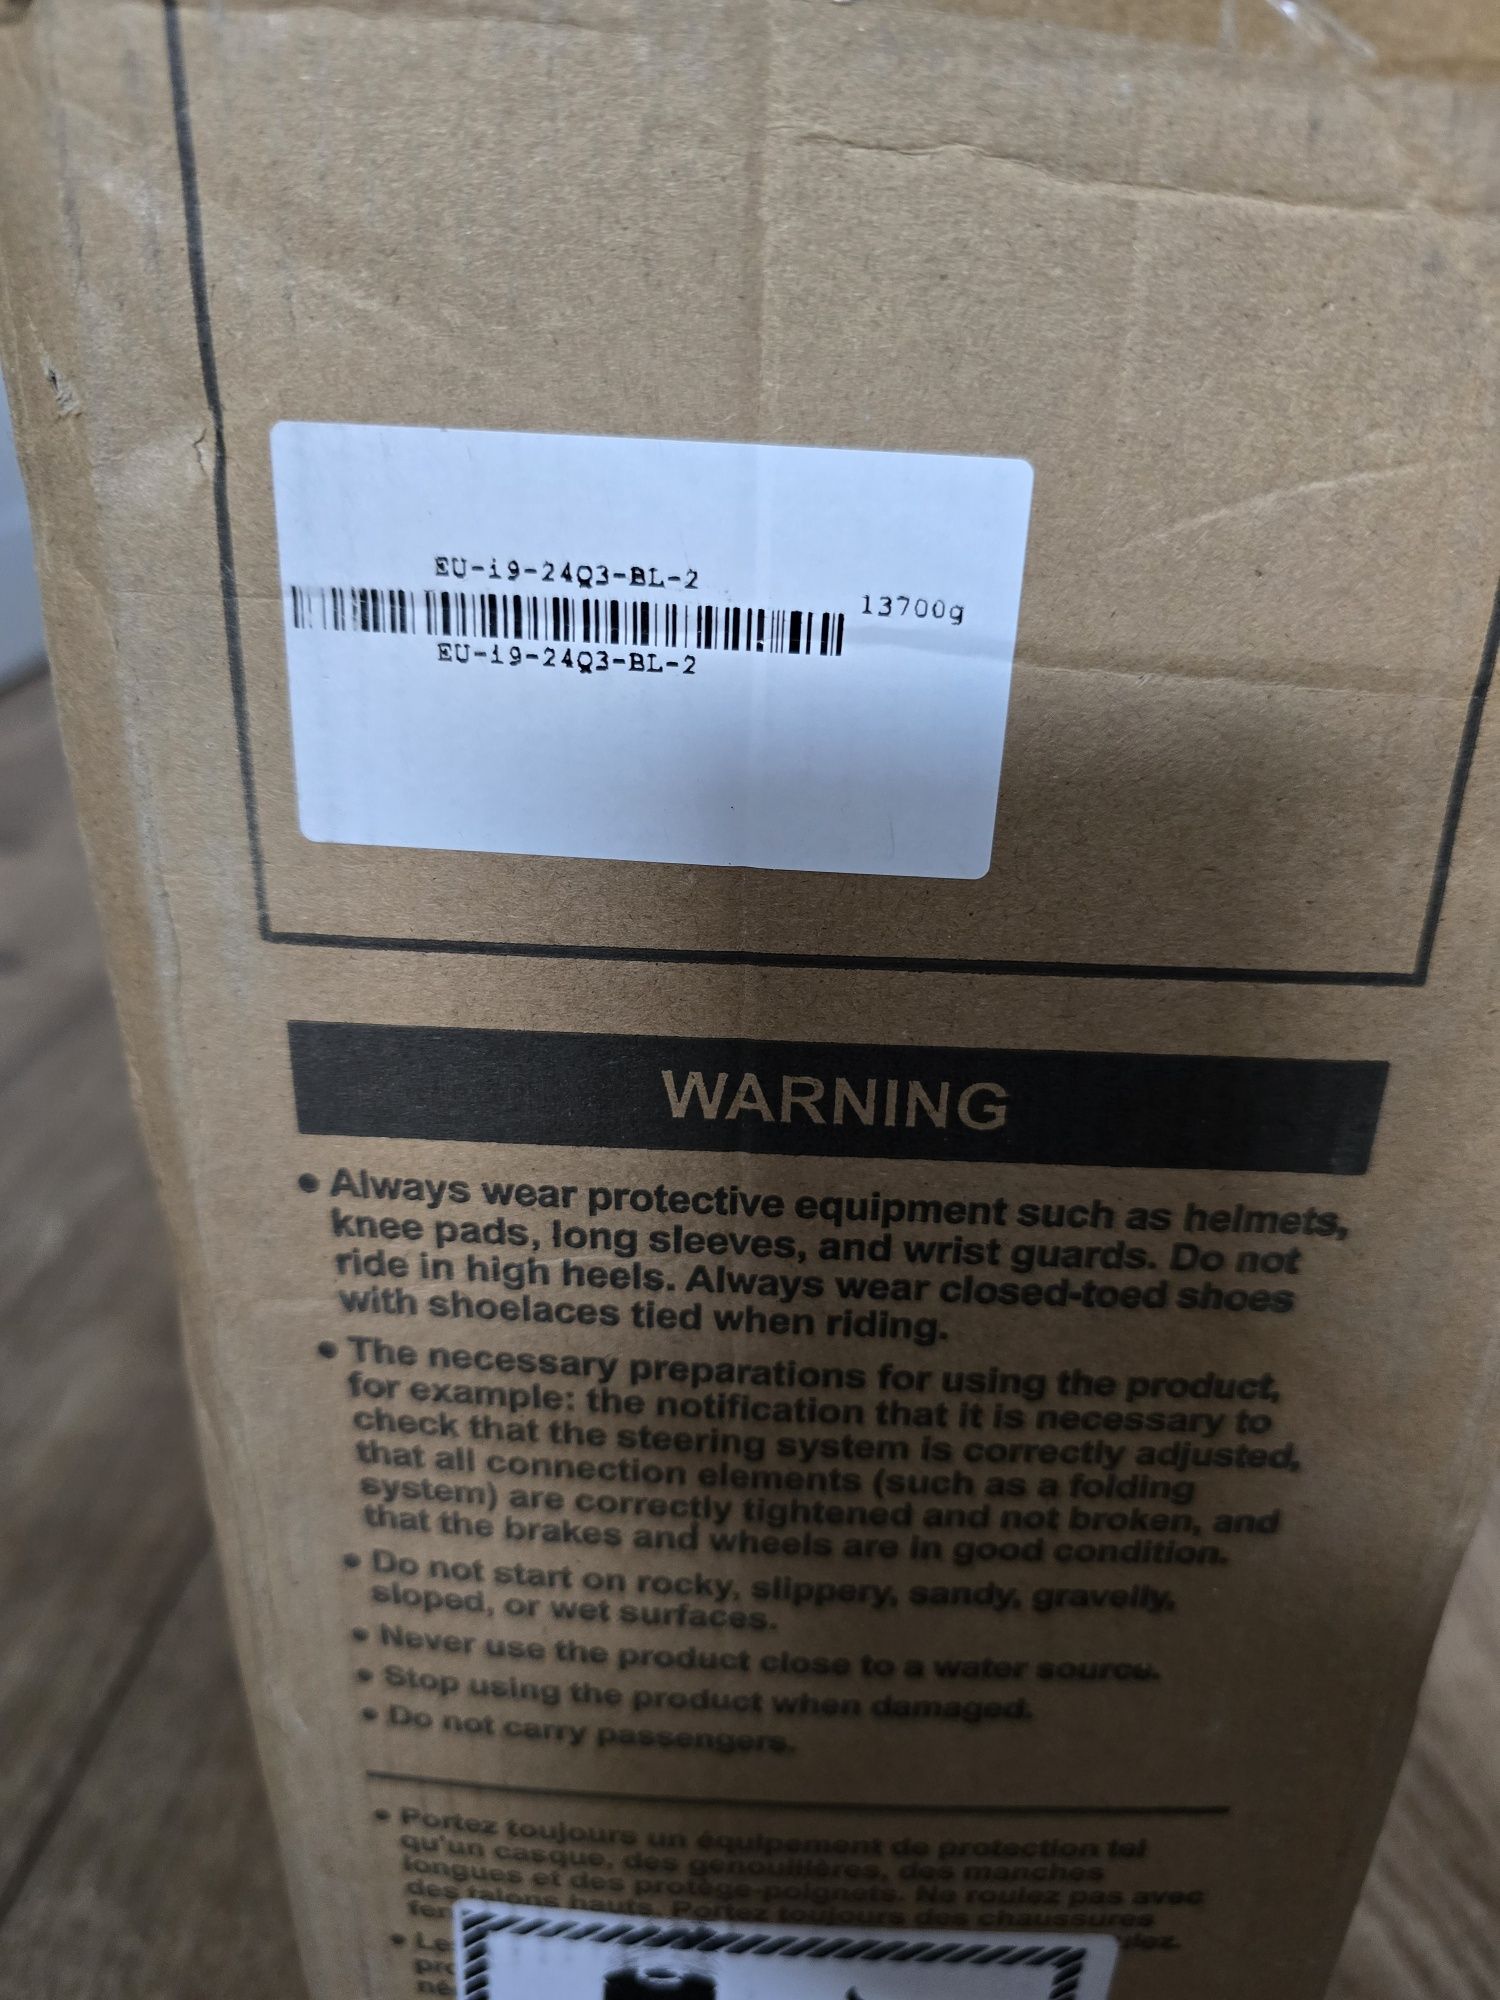 EU-i9-24Q3-BL-2
13700g
EU-i9-24Q3-BL-2
WARNING
• Always wear protective equipment such as helmets,
knee pads, long sleeves, and wrist guards. Do not
ride in high heels. Always wear closed-toed shoes
with shoelaces tied when riding.
• The necessary preparations for using the product,
for example: the notification that it is necessary to
check that the steering system is correctly adjusted,
that all connection elements (such as a folding
system) are correctly tightened and not broken, and
that the brakes and wheels are in good condition.
• Do not start on rocky, slippery, sandy, gravelly,
sloped, or wet surfaces.
• Never use the product close to a water source.
• Stop using the product when damaged.
• Do not carry passengers.
• Portez toujours un équipement de protection tel
qu'un casque, des genouillères, des manches
longues et des protège-poignets. Ne roulez pas avec
des talons hauts. Portez toujours des chaussures
• Le